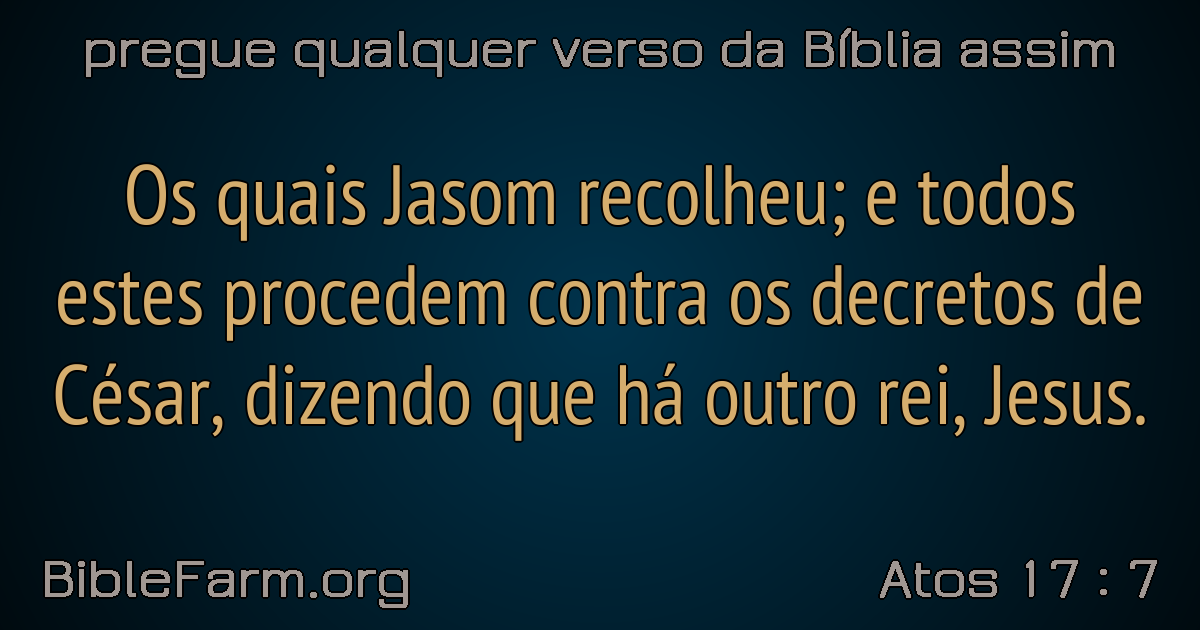 pregue qualquer verso da Bíblia assim
Os quais Jasom recolheu; e todos
estes procedem contra os decretos de
César, dizendo que há outro rei, Jesus.
BibleFarm.org
Atos 17 : 7